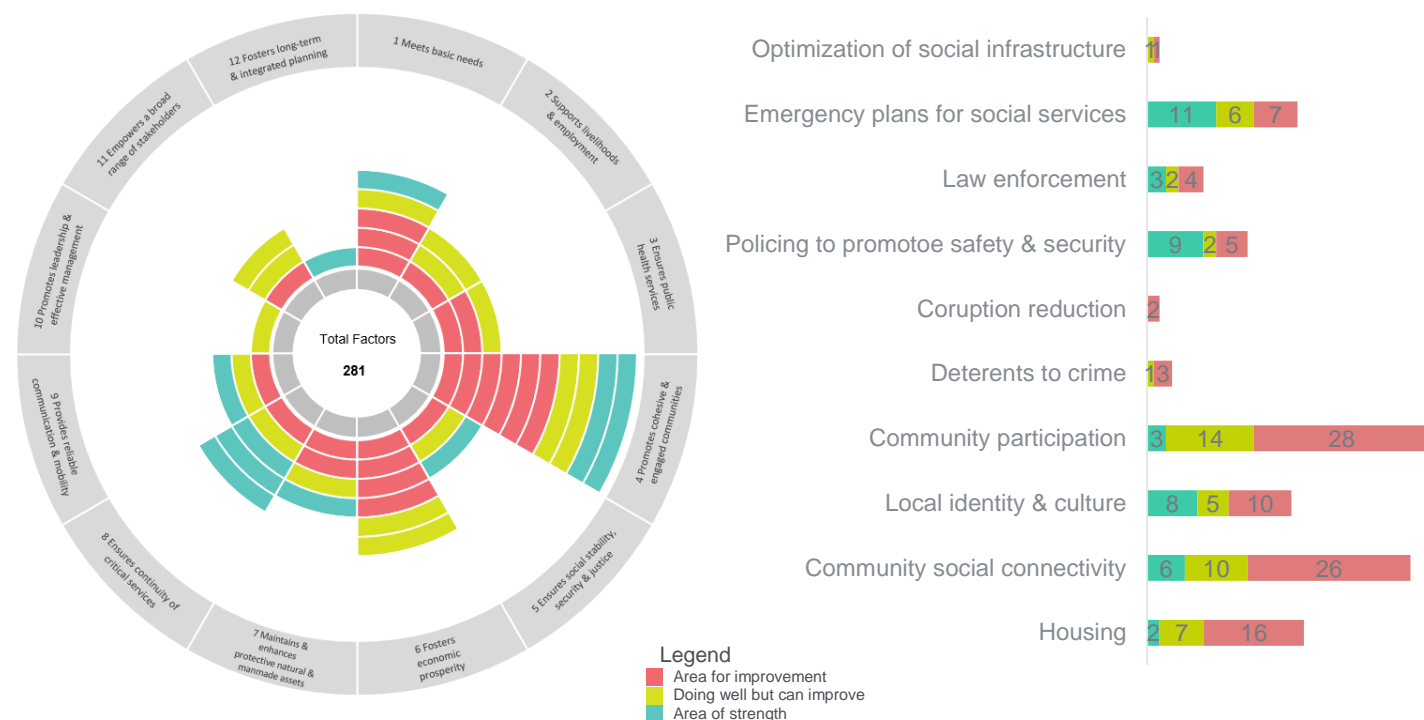 1 Meets basic needs
2 Supports livelihoods
& employment
3 Ensures public
health services
4 Promotes cohesive &
engaged communities
5 Ensures social stability,
security & justice
6 Fosters
economic
prosperity
7 Maintains &
enhances
protective natural &
manmade assets
8 Ensures continuity of
critical services
9 Provides reliable
communication & mobility
10 Promotes leadership &
effective management
11 Empowers a broad
range of stakeholders
12 Fosters long-term
& integrated planning
Total Factors
281
Legend
Area for improvement
Doing well but can improve
Area of strength
Optimization of social infrastructure
1 1
Emergency plans for social services
11 6 7
Law enforcement
3 2 4
Policing to promotoe safety & security
9 2 5
Coruption reduction
2
Deterents to crime
1 3
Community participation
3 14 28
Local identity & culture
8 5 10
Community social connectivity
6 10 26
Housing
2 7 16